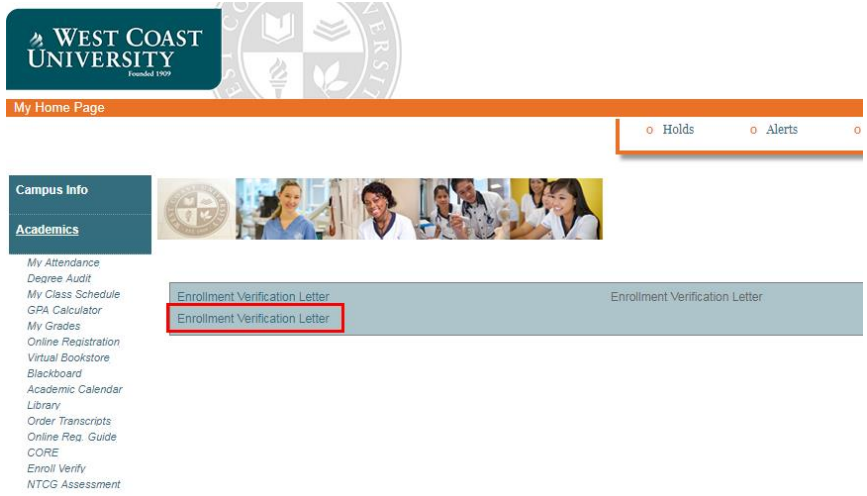 WEST COAST
UNIVERSITY
Founded 1909
My Home Page
o Holds o Alerts o
Campus Info
Academics
My Attendance
Degree Audit
My Class Schedule
GPA Calculator
My Grades
Online Registration
Virtual Bookstore
Blackboard
Academic Calendar
Library
Order Transcripts
Online Reg. Guide
CORE
Enroll Verify
NTCG Assessment
Enrollment Verification Letter Enrollment Verification Letter
Enrollment Verification Letter